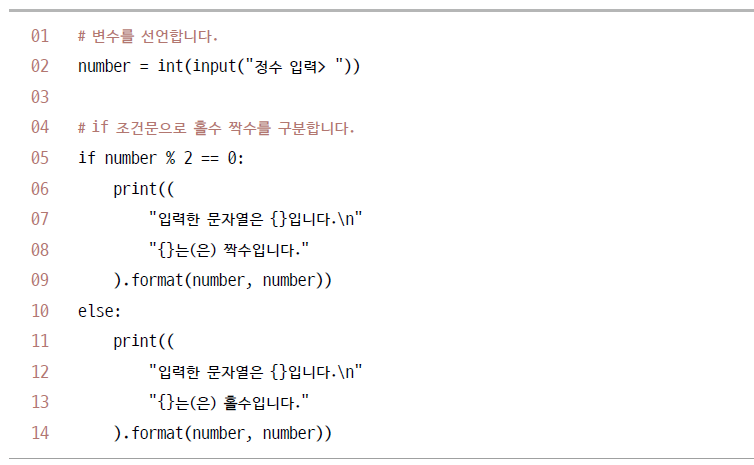 01 # 변수를 선언합니다.
02 number = int(input("정수 입력> "))
03
04 # if 조건문으로 홀수 짝수를 구분합니다.
05 if number % 2 == 0:
06     print((
07         "입력한 문자열은 {}입니다.\n"
08         "{}는(은) 짝수입니다."
09     ).format(number, number))
10 else:
11     print((
12         "입력한 문자열은 {}입니다.\n"
13         "{}는(은) 홀수입니다."
14     ).format(number, number))